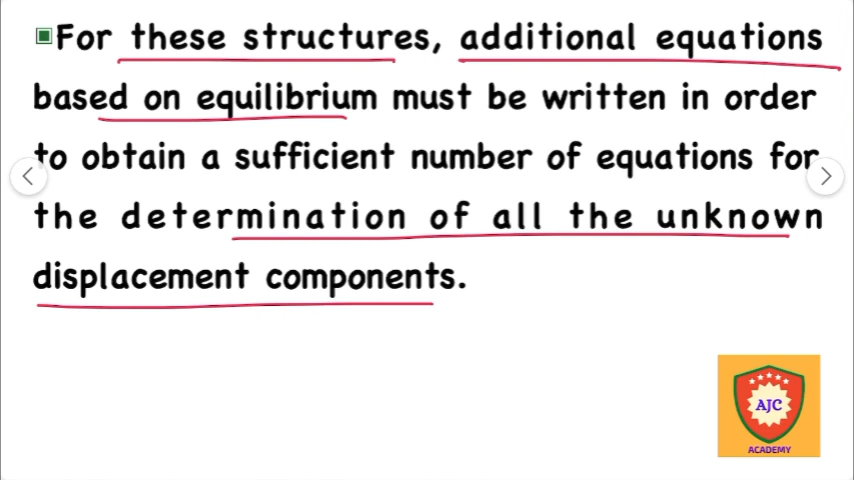 For these structures, additional equations
based on equilibrium must be written in order
to obtain a sufficient number of equations for
the determination of all the unknown
displacement components.
AJC
ACADEMY